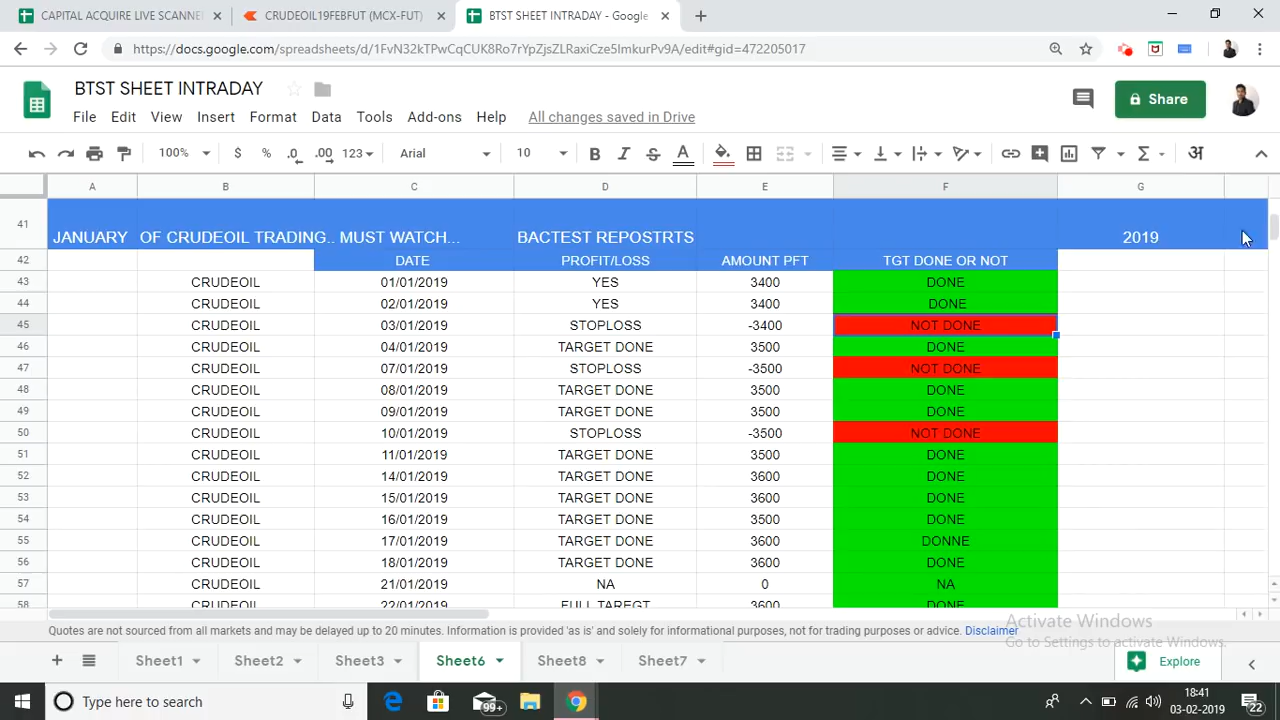 CAPITAL ACQUIRE LIVE SCANNE
CRUDEOIL19FEBFUT (MCX-FUT)
BTST SHEET INTRADAY - Google
https://docs.google.com/spreadsheets/d/1FvN32kTPwCqCUK8Ro7rYpZjsZLRaxiCze5ImkurPv9A/edit#gid=472205017
BTST SHEET INTRADAY
Share
File Edit View Insert Format Data Tools Add-ons Help All changes saved in Drive
100% $ % .0 .00 123 Arial 10 B I S A Σ अ
A B C D E F G
41 JANUARY OF CRUDEOIL TRADING.. MUST WATCH... BACTEST REPOSTRTS 2019
42 DATE PROFIT/LOSS AMOUNT PFT TGT DONE OR NOT
43 CRUDEOIL 01/01/2019 YES 3400 DONE
44 CRUDEOIL 02/01/2019 YES 3400 DONE
45 CRUDEOIL 03/01/2019 STOPLOSS -3400 NOT DONE
46 CRUDEOIL 04/01/2019 TARGET DONE 3500 DONE
47 CRUDEOIL 07/01/2019 STOPLOSS -3500 NOT DONE
48 CRUDEOIL 08/01/2019 TARGET DONE 3500 DONE
49 CRUDEOIL 09/01/2019 TARGET DONE 3500 DONE
50 CRUDEOIL 10/01/2019 STOPLOSS -3500 NOT DONE
51 CRUDEOIL 11/01/2019 TARGET DONE 3500 DONE
52 CRUDEOIL 14/01/2019 TARGET DONE 3600 DONE
53 CRUDEOIL 15/01/2019 TARGET DONE 3600 DONE
54 CRUDEOIL 16/01/2019 TARGET DONE 3500 DONE
55 CRUDEOIL 17/01/2019 TARGET DONE 3600 DONNE
56 CRUDEOIL 18/01/2019 TARGET DONE 3600 DONE
57 CRUDEOIL 21/01/2019 NA 0 NA
58 CRUDEOIL 22/01/2019 FULL TAREGT 3600 DONE
Quotes are not sourced from all markets and may be delayed up to 20 minutes. Information is provided 'as is' and solely for informational purposes, not for trading purposes or advice. Disclaimer
Activate Windows
Go to Settings to activate Windows.
Sheet1 Sheet2 Sheet3 Sheet6 Sheet8 Sheet7 Explore
Type here to search
99+
18:41
03-02-2019
22